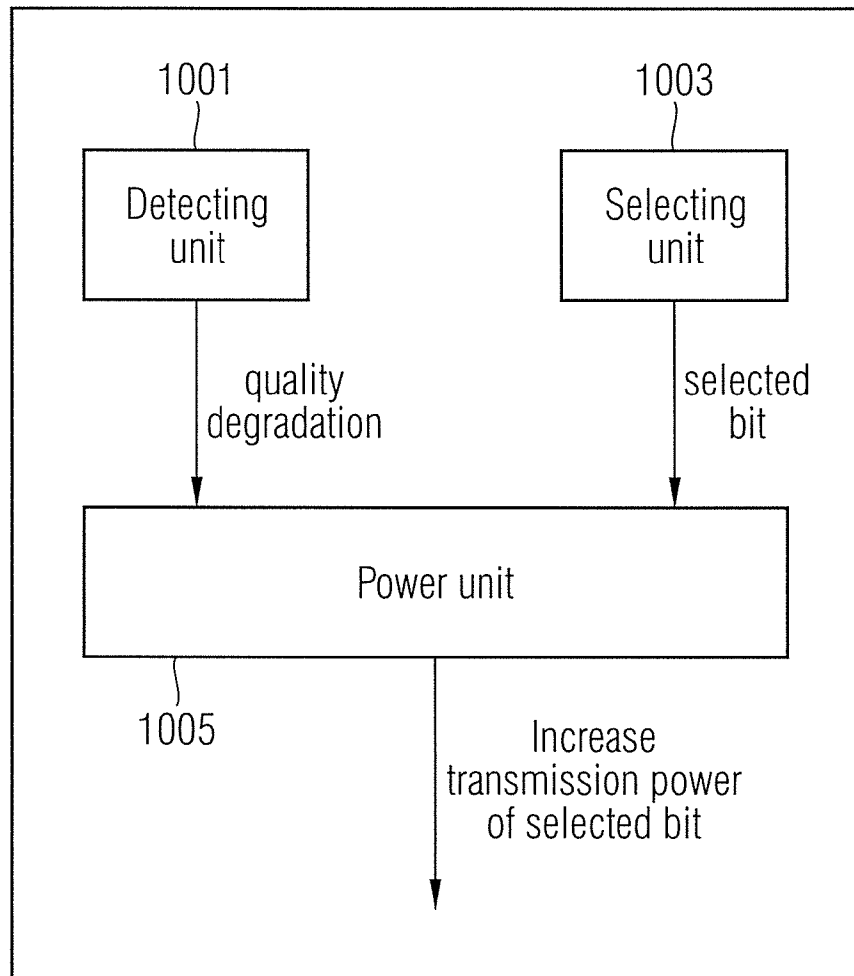 1001
1003
Detecting
unit
Selecting
unit
quality
degradation
selected
bit
Power unit
1005
Increase
transmission power
of selected bit